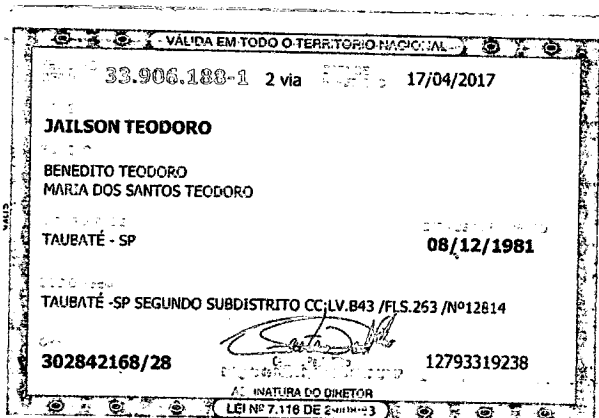 VÁLIDA EM TODO O TERRITÓRIO NACIONAL
33.906.188-1 2 via 17/04/2017
JAILSON TEODORO
BENEDITO TEODORO
MARIA DOS SANTOS TEODORO
TAUBATÉ - SP 08/12/1981
TAUBATÉ -SP SEGUNDO SUBDISTRITO CC:LV.B43 /FLS.263 /Nº12814
302842168/28 12793319238
ASSINATURA DO DIRETOR
LEI Nº 7.116 DE